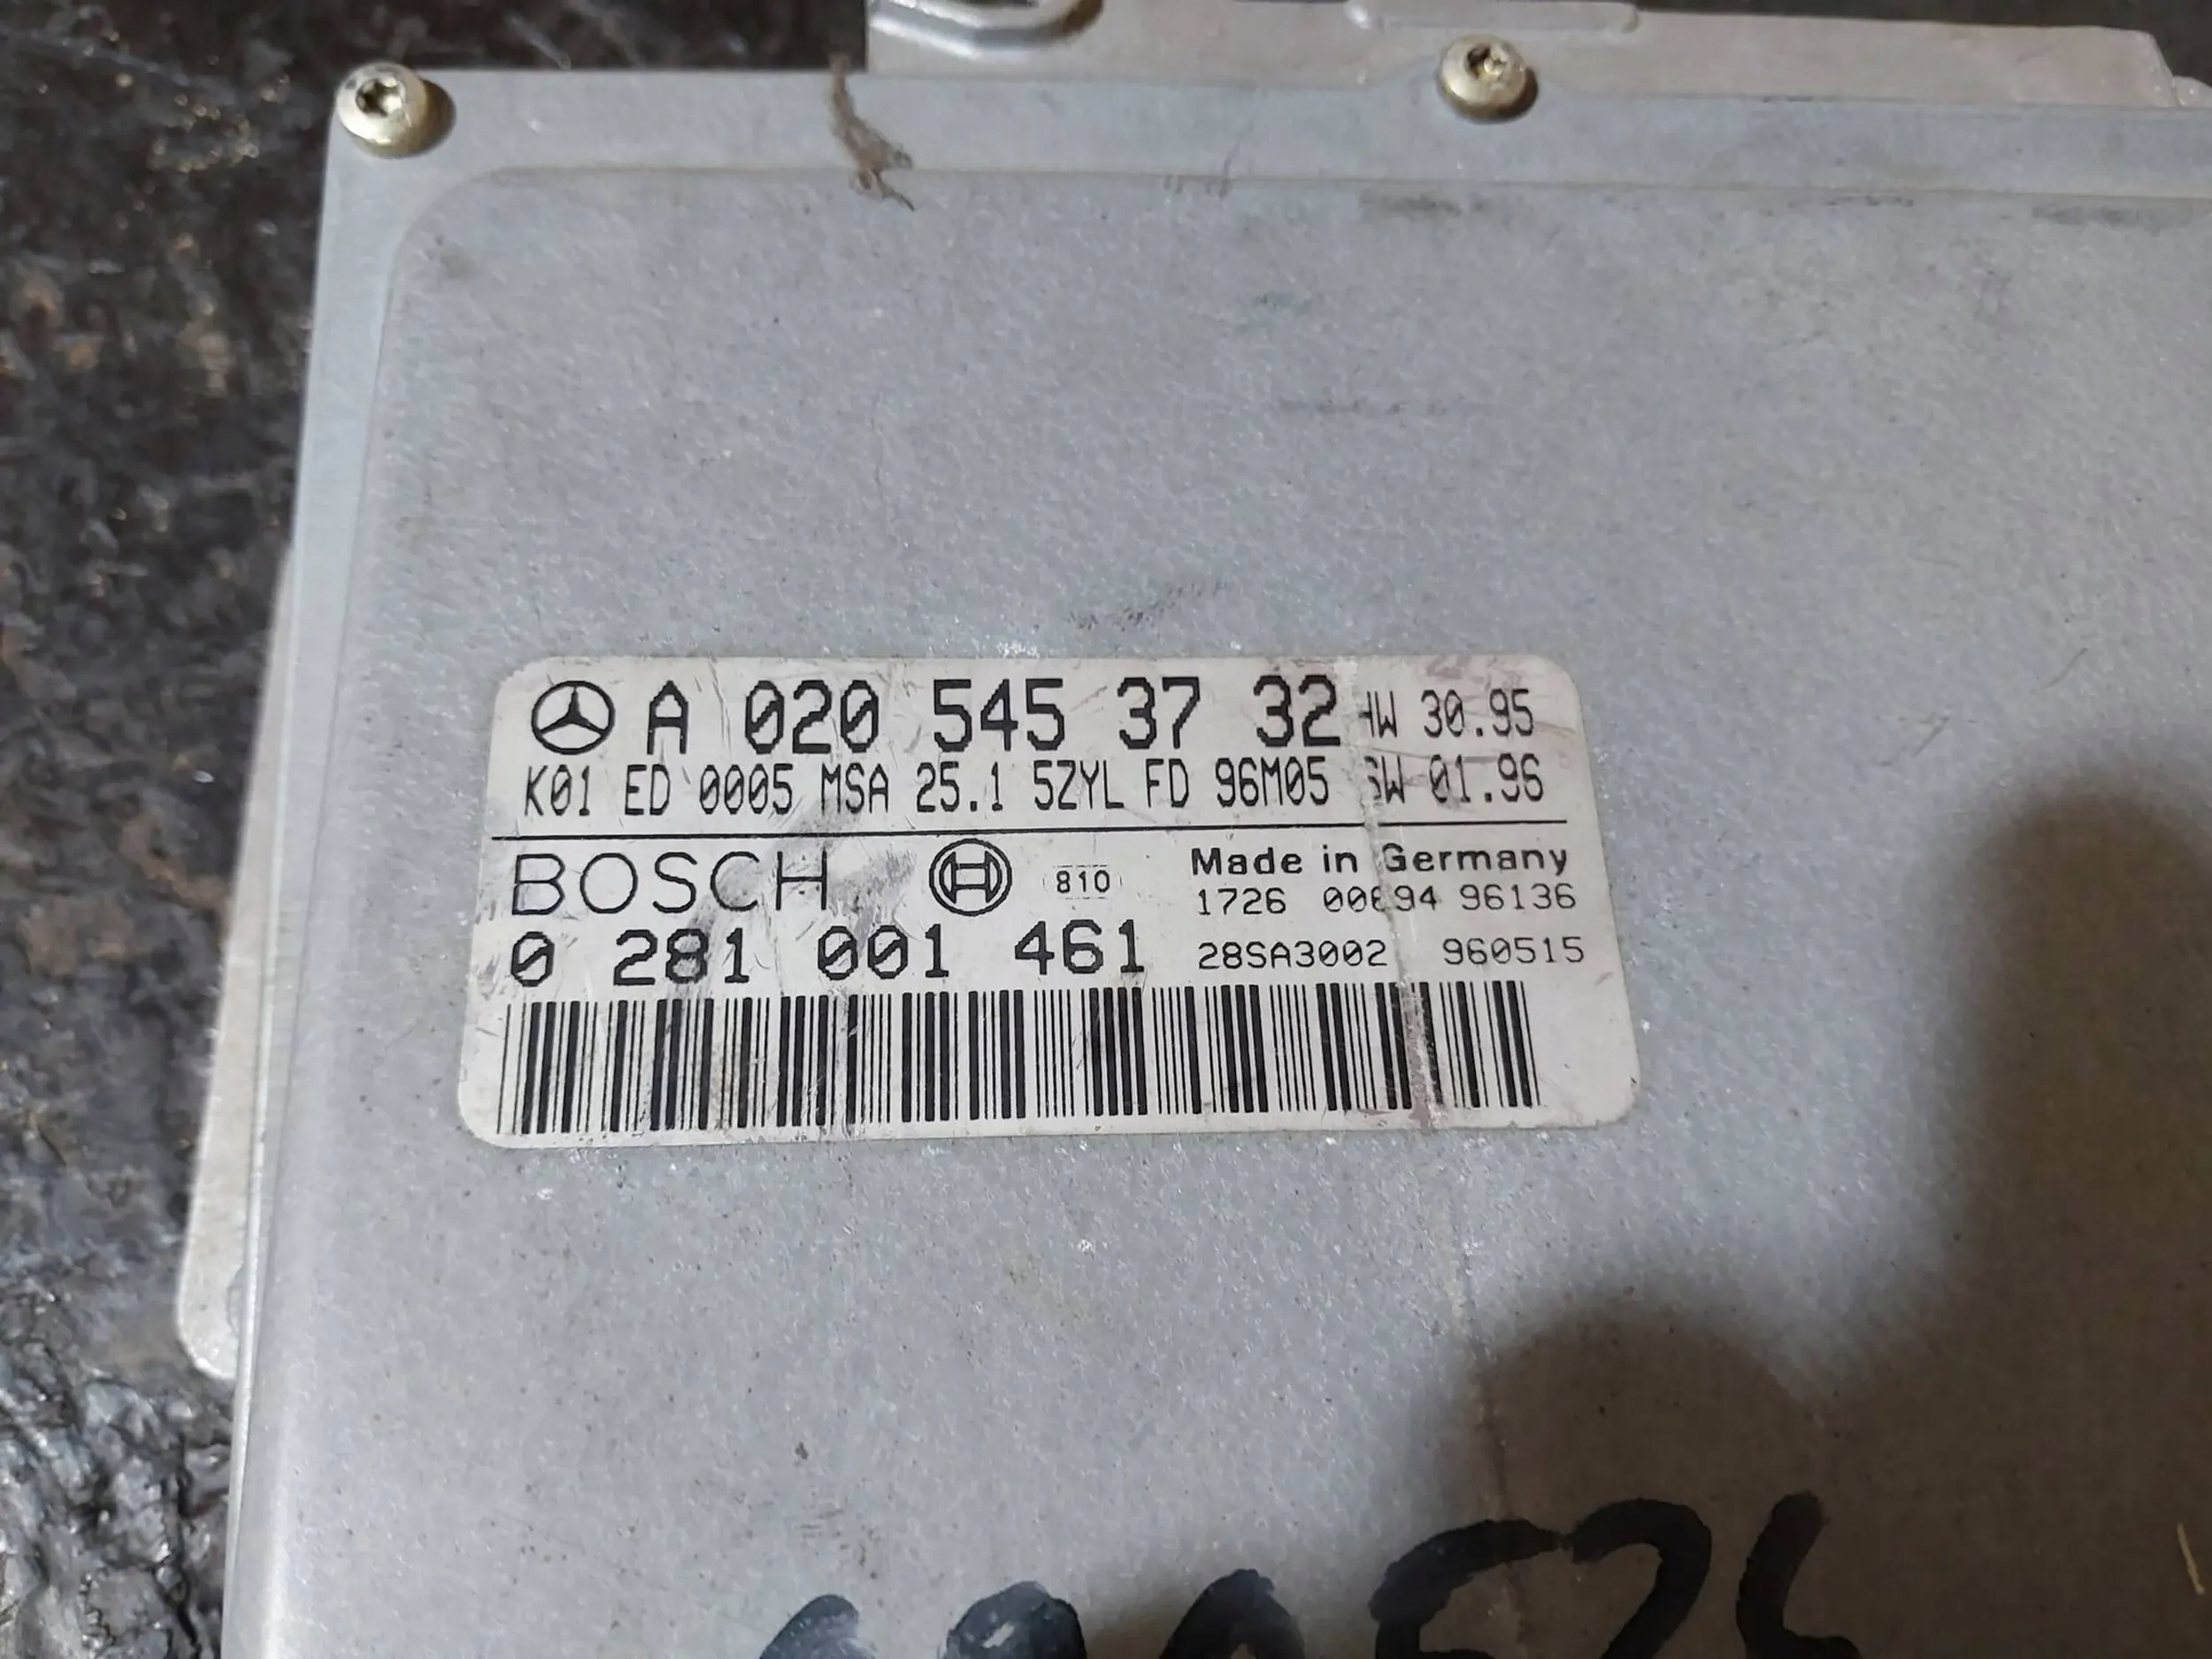 A 020 545 37 32 HW 30.95
K01 ED 0005 MSA 25.1 5ZYL FD 96M05 SW 01.96
BOSCH 810 Made in Germany
1726 96136
0 281 001 461 28SA3002 960515